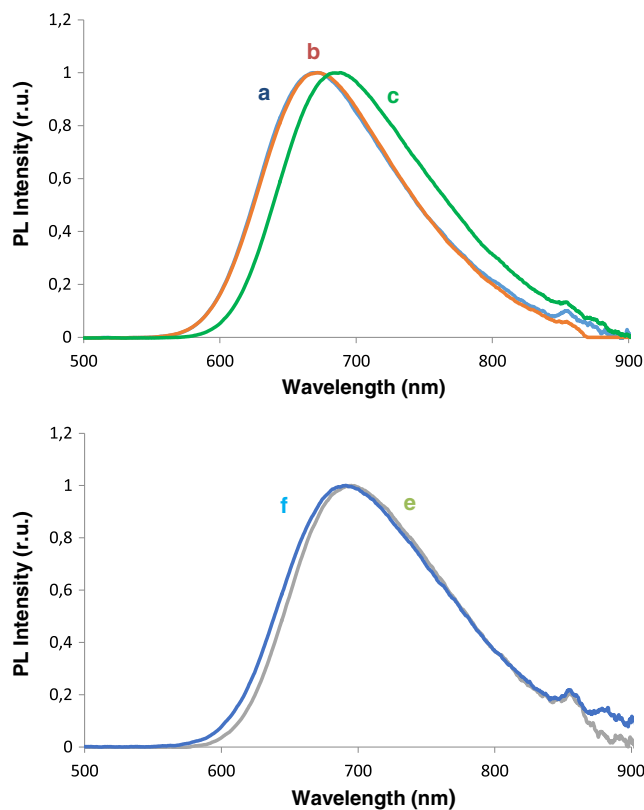 1,2
b
1
a
c
0,8
0,6
0,4
0,2
0
PL Intensity (r.u.)
500 600 700 800 900
Wavelength (nm)
1,2
1
f
e
0,8
0,6
0,4
0,2
0
PL Intensity (r.u.)
500 600 700 800 900
Wavelength (nm)